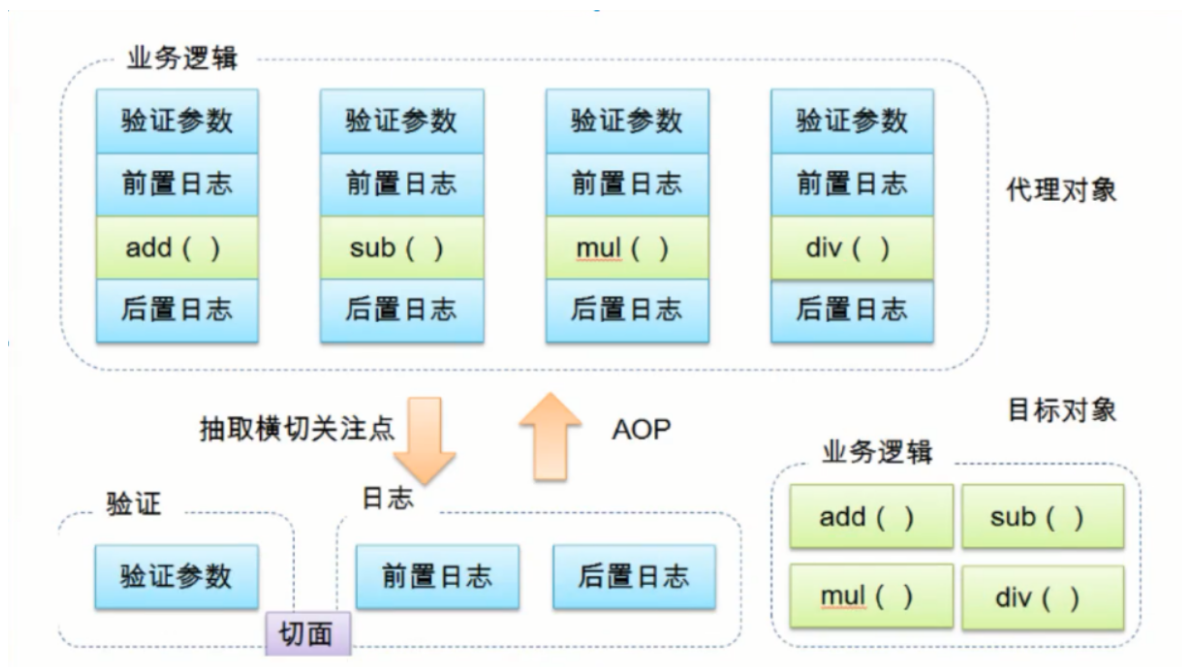 业务逻辑
验证参数 验证参数 验证参数 验证参数
前置日志 前置日志 前置日志 前置日志
代理对象
add ( ) sub ( ) mul ( ) div ( )
后置日志 后置日志 后置日志 后置日志
抽取横切关注点
AOP
目标对象
业务逻辑
验证
日志
add ( ) sub ( )
验证参数
前置日志 后置日志
mul ( ) div ( )
切面